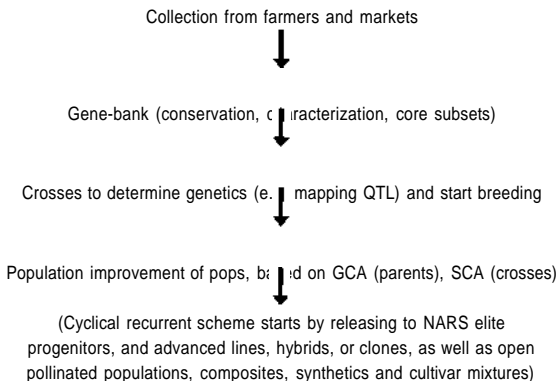 Collection from farmers and markets
Gene-bank (conservation, characterization, core subsets)
Crosses to determine genetics (e. mapping QTL) and start breeding
Population improvement of pops, based on GCA (parents), SCA (crosses)
(Cyclical recurrent scheme starts by releasing to NARS elite
progenitors, and advanced lines, hybrids, or clones, as well as open
pollinated populations, composites, synthetics and cultivar mixtures)